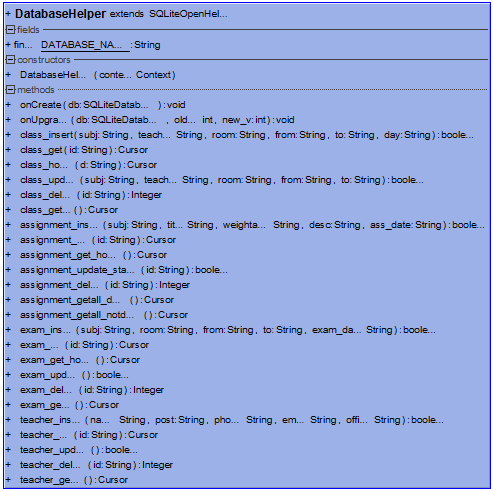 + DatabaseHelper extends SQLiteOpenHel...
fields
+ fin... DATABASE_NA... :String
constructors
+ DatabaseHel... (conte... Context)
methods
+ onCreate(db:SQLiteDatab... ):void
+ onUpgra... (db:SQLiteDatab... , old... int, new_v:int):void
+ class_insert(subj:String, teach... String, room:String, from:String, to:String, day:String):boole...
+ class_get(id:String):Cursor
+ class_ho... (d:String):Cursor
+ class_upd... (subj:String, teach... String, room:String, from:String, to:String):boole...
+ class_del... (id:String):Integer
+ class_get... ():Cursor
+ assignment_ins... (subj:String, tit... String, weighta... String, desc:String, ass_date:String):boole...
+ assignment_... (id:String):Cursor
+ assignment_get_ho... ():Cursor
+ assignment_update_sta... (id:String):boole...
+ assignment_del... (id:String):Integer
+ assignment_getall_d... ():Cursor
+ assignment_getall_notd... ():Cursor
+ exam_ins... (subj:String, room:String, from:String, to:String, exam_da... String):boole...
+ exam_... (id:String):Cursor
+ exam_get_ho... ():Cursor
+ exam_upd... ():boole...
+ exam_del... (id:String):Integer
+ exam_ge... ():Cursor
+ teacher_ins... (na... String, post:String, pho... String, em... String, offi... String):boole...
+ teacher_... (id:String):Cursor
+ teacher_upd... ():boole...
+ teacher_del... (id:String):Integer
+ teacher_ge... ():Cursor